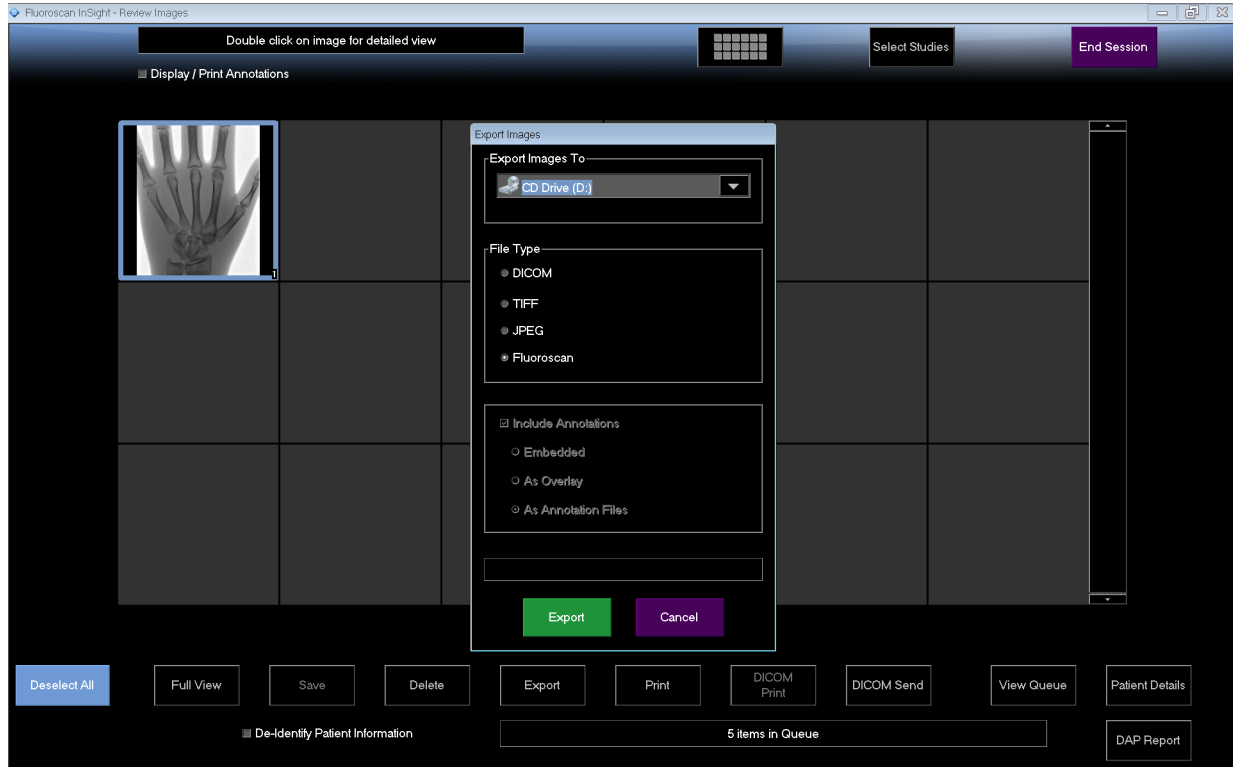 Fluoroscan InSight - Review Images
Double click on image for detailed view
Select Studies
End Session
Display / Print Annotations
1
Export Images
Export Images To
CD Drive (D:)
File Type
DICOM
TIFF
JPEG
Fluoroscan
Include Annotations
Embedded
As Overlay
As Annotation Files
Export
Cancel
Deselect All
Full View
Save
Delete
Export
Print
DICOM
Print
DICOM Send
View Queue
Patient Details
De-Identify Patient Information
5 items in Queue
DAP Report